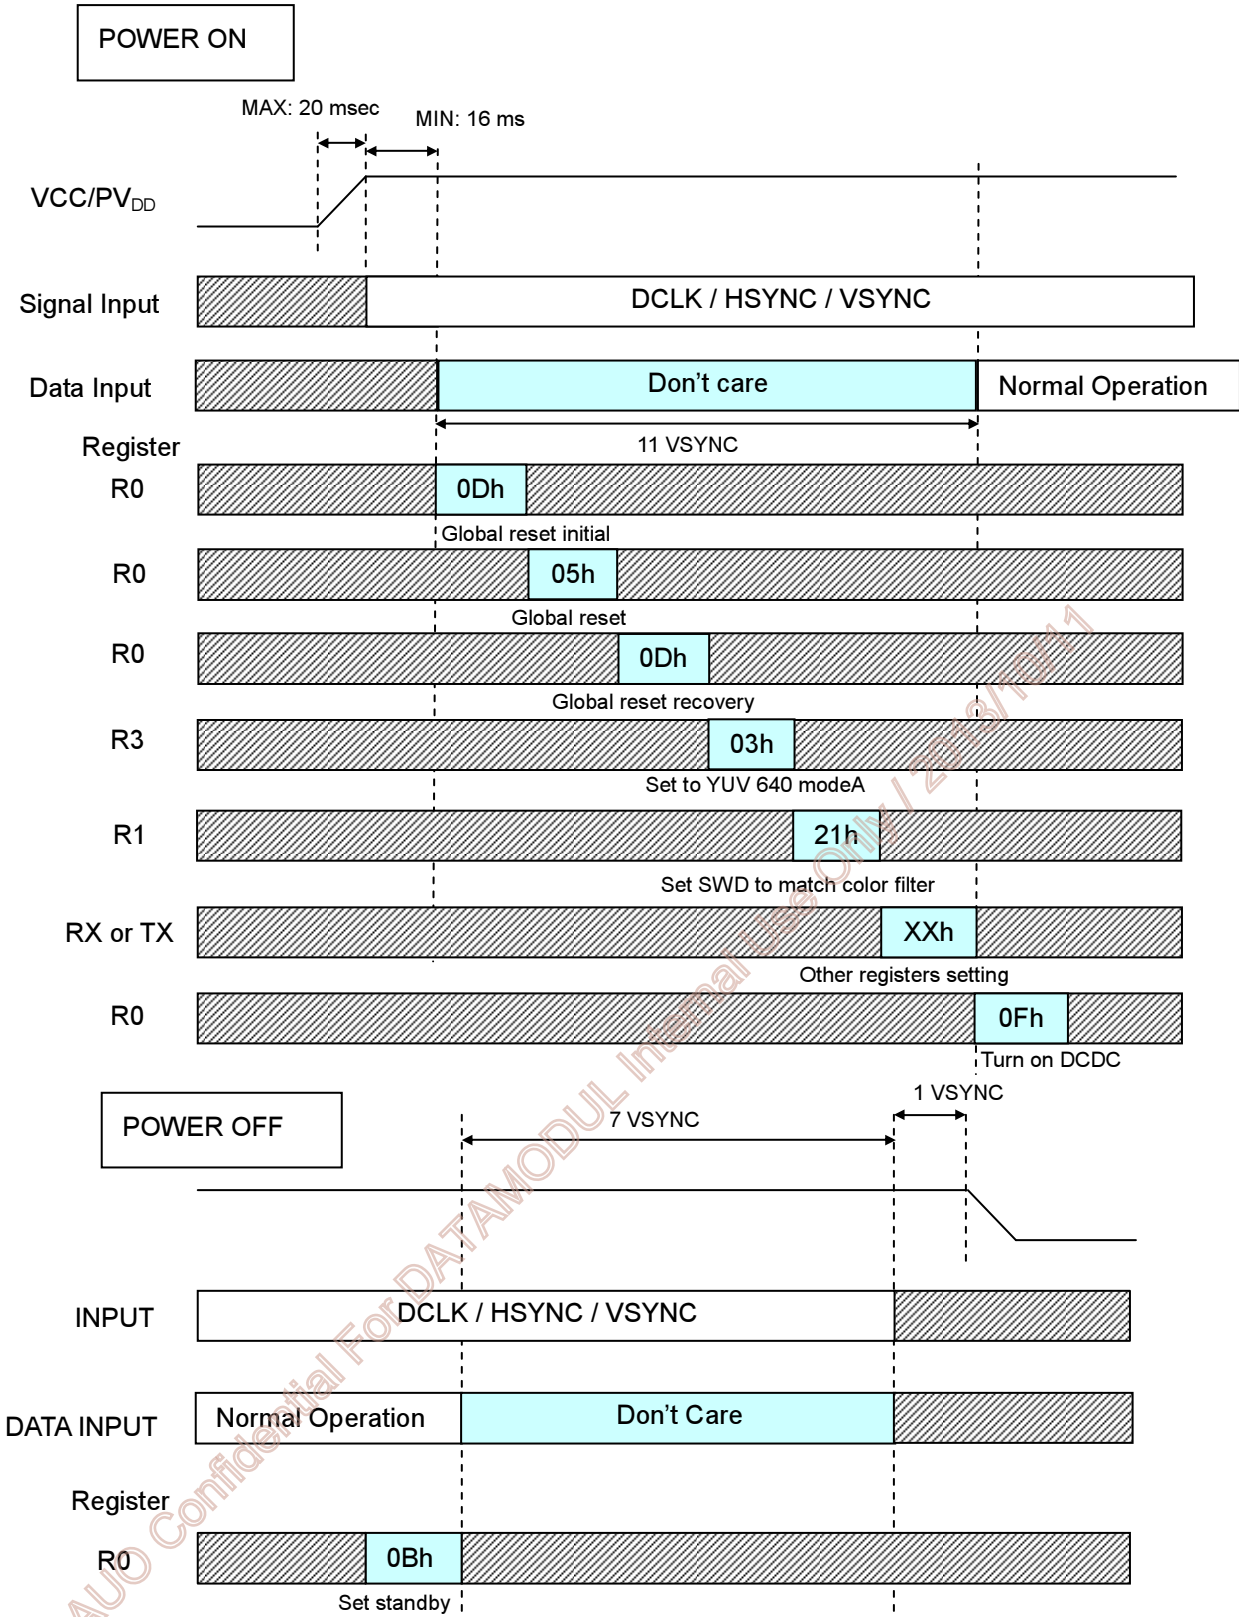 POWER ON
MAX: 20 msec
MIN: 16 ms
VCC/PVDD
Signal Input
DCLK / HSYNC / VSYNC
Data Input
Don't care
Normal Operation
11 VSYNC
Register
R0
0Dh
Global reset initial
R0
05h
Global reset
R0
0Dh
Global reset recovery
R3
03h
Set to YUV 640 modeA
R1
21h
Set SWD to match color filter
RX or TX
XXh
Other registers setting
R0
0Fh
Turn on DCDC
POWER OFF
7 VSYNC
1 VSYNC
INPUT
DCLK / HSYNC / VSYNC
DATA INPUT
Normal Operation
Don't Care
Register
R0
0Bh
Set standby
AUO Confidential For DATAMODUL Internal Use Only / 2013/10/11